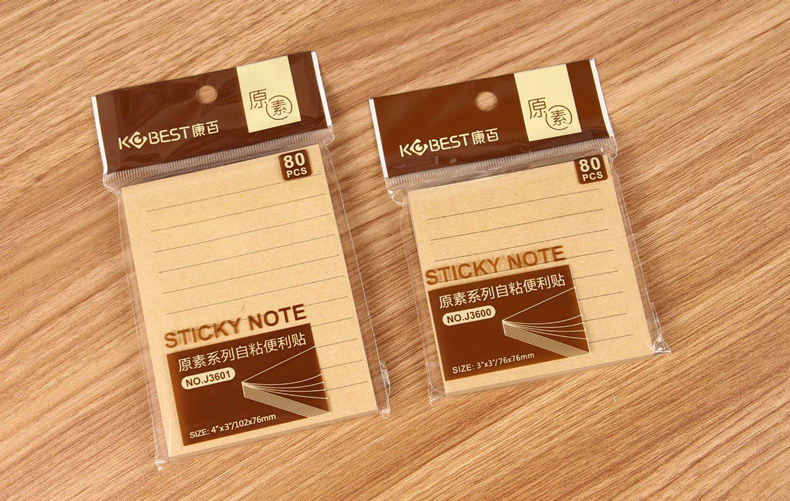 原素
KOBEST康百
80
PCS
STICKY NOTE
原素系列自粘便利贴
NO.J3601
SIZE: 4"x3"/102x76mm
原素
KOBEST康百
80
PCS
STICKY NOTE
原素系列自粘便利贴
NO.J3600
SIZE: 3"x3"/76x76mm